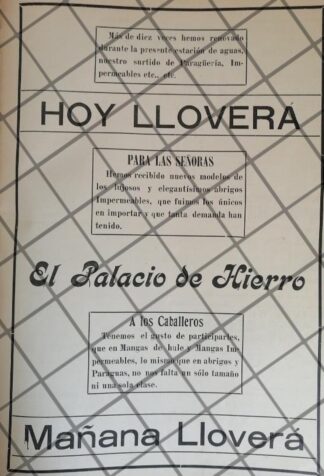 Más de diez veces hemos renovado
durante la presente estación de aguas,
nuestro surtido de Paragüería, Im-
permeables etc., etc.
HOY LLOVERÁ
PARA LAS SEÑORAS
Hemos recibido nuevos modelos de
los lujosos y elegantísimos abrigos
Impermeables, que fuimos los únicos
en importar y que tanta demanda han
tenido.
El Palacio de Hierro
A los Caballeros
Tenemos el gusto de participarles,
que en Mangas de hule y Mangas Im-
permeables, lo mismo que en abrigos y
Paraguas, no nos falta un sólo tamaño
ni una sola clase.
Mañana Lloverá